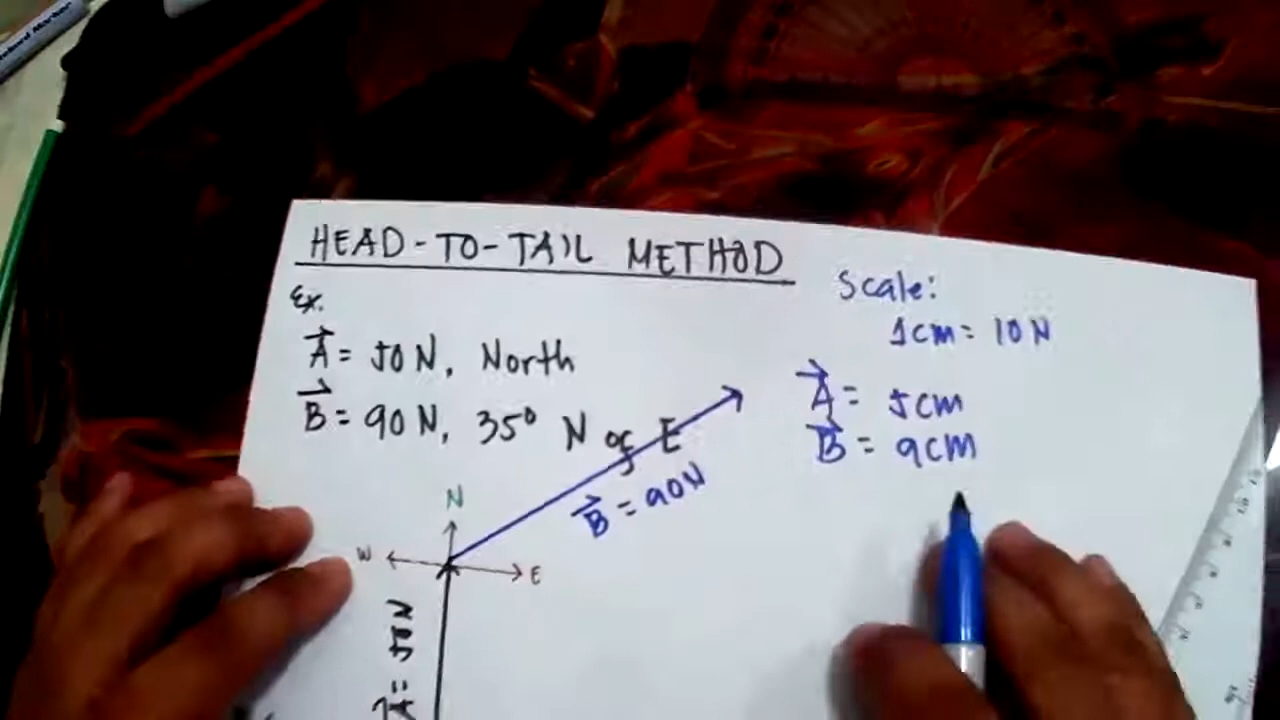 HEAD-TO-TAIL METHOD
Ex.
A = 50 N, North
B = 90 N, 35° N of E
Scale:
1cm = 10 N
A = 5cm
B = 9cm
B = 90N
N
W
E
A = 50N